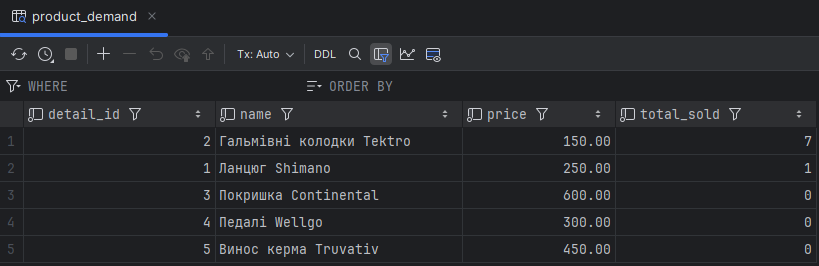 product_demand
Tx: Auto DDL
WHERE ORDER BY
detail_id name price total_sold
1 2 Гальмівні колодки Tektro 150.00 7
2 1 Ланцюг Shimano 250.00 1
3 3 Покришка Continental 600.00 0
4 4 Педалі Wellgo 300.00 0
5 5 Винос керма Truvativ 450.00 0